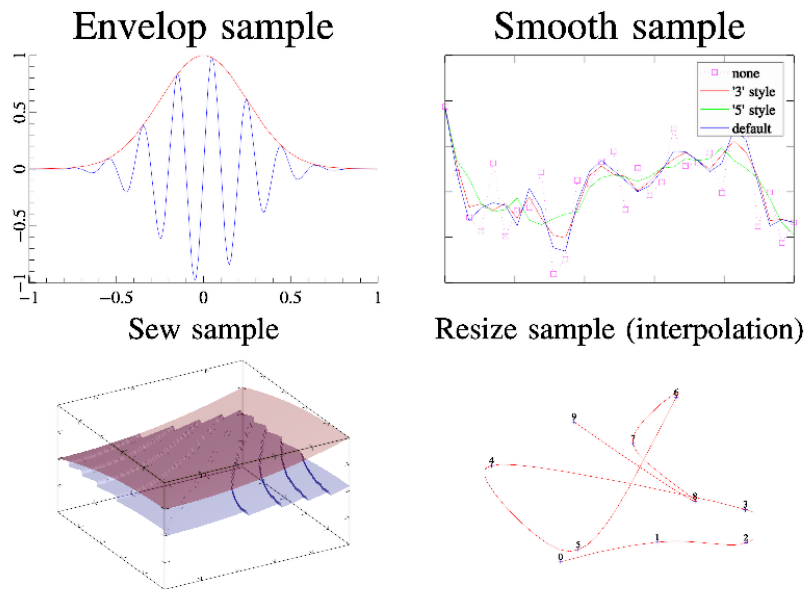 Envelop sample
Smooth sample
1
0.5
0
−0.5
−1
−1 −0.5 0 0.5 1
none
'3' style
'5' style
default
Sew sample
Resize sample (interpolation)
6
9
7
4
8
3
5
1
2
0